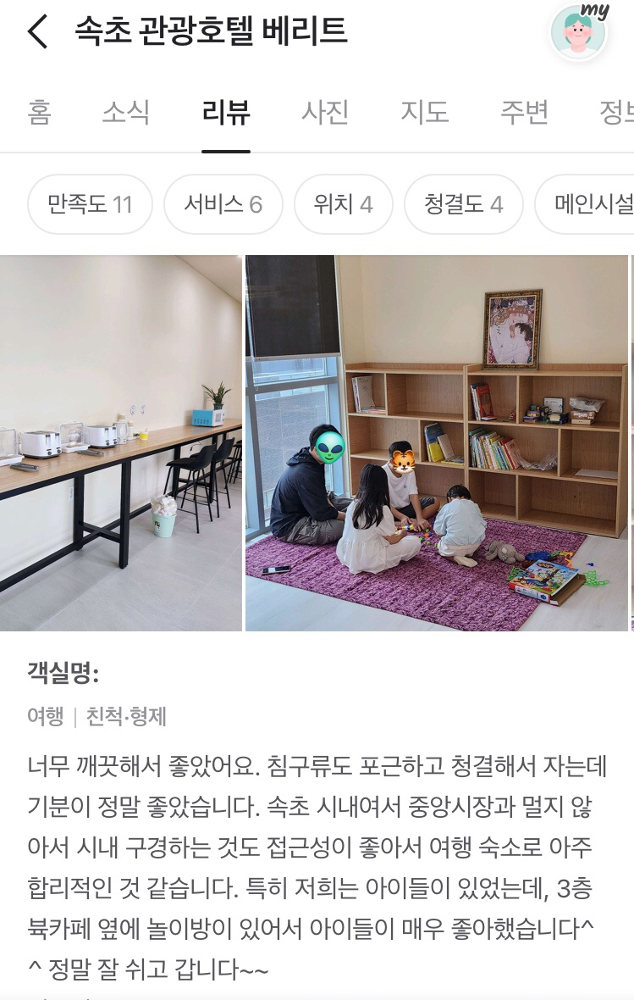 속초 관광호텔 베리트
my
홈 소식 리뷰 사진 지도 주변 정보
만족도 11 서비스 6 위치 4 청결도 4 메인시설
객실명:
여행 | 친척·형제
너무 깨끗해서 좋았어요. 침구류도 포근하고 청결해서 자는데
기분이 정말 좋았습니다. 속초 시내여서 중앙시장과 멀지 않
아서 시내 구경하는 것도 접근성이 좋아서 여행 숙소로 아주
합리적인 것 같습니다. 특히 저희는 아이들이 있었는데, 3층
뷱카페 옆에 놀이방이 있어서 아이들이 매우 좋아했습니다^
^ 정말 잘 쉬고 갑니다~~